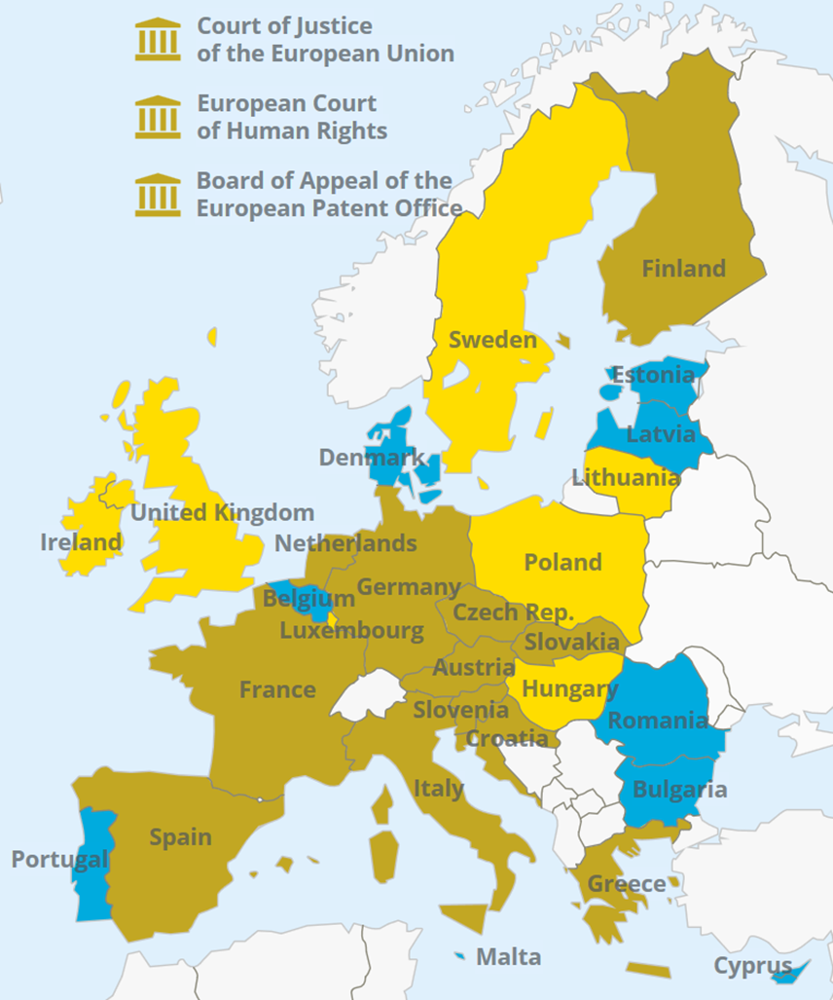 Court of Justice
of the European Union
European Court
of Human Rights
Board of Appeal of the
European Patent Office
Finland
Sweden
Estonia
Latvia
Denmark
Lithuania
United Kingdom
Ireland
Netherlands
Poland
Germany
Belgium
Czech Rep.
Luxembourg
Slovakia
Austria
France
Hungary
Slovenia
Romania
Croatia
Italy
Bulgaria
Spain
Portugal
Greece
Malta
Cyprus